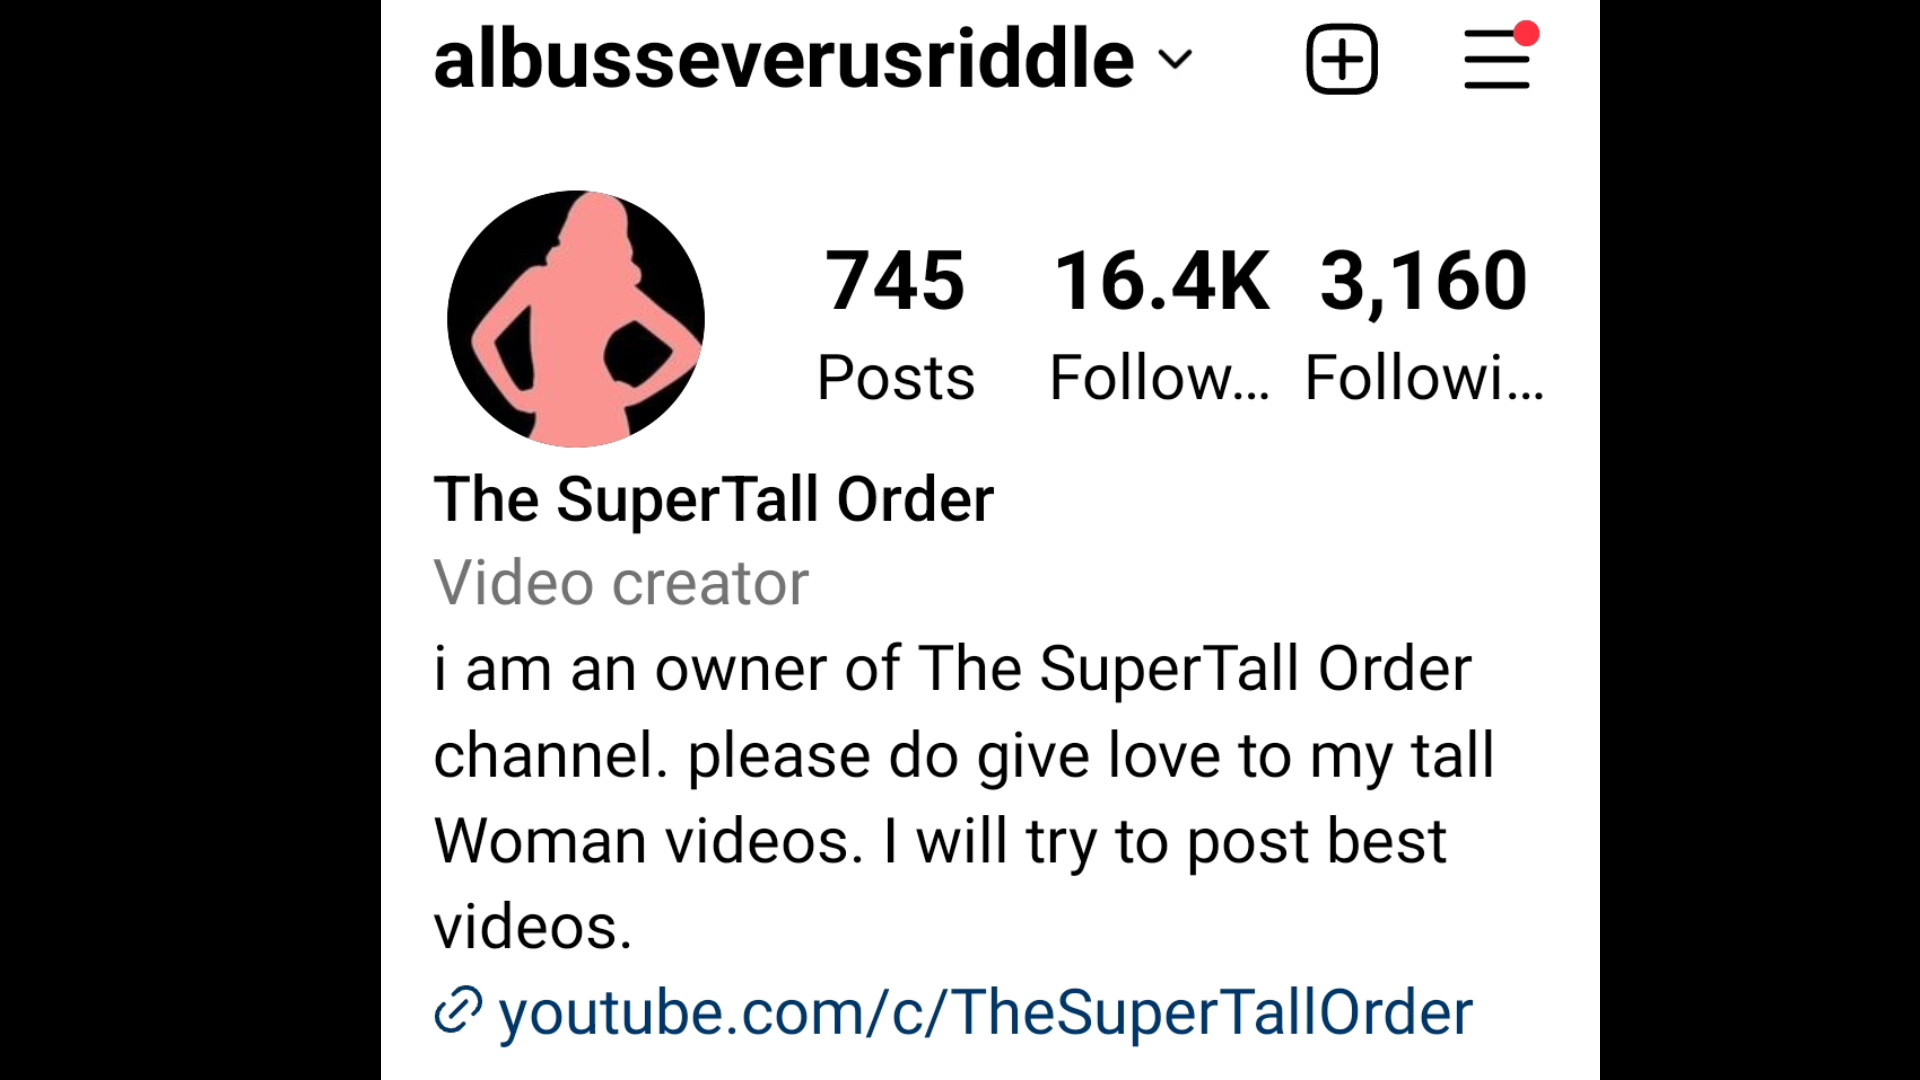 albusseverusriddle
745 16.4K 3,160
Posts Follow... Followi...
The SuperTall Order
Video creator
i am an owner of The SuperTall Order
channel. please do give love to my tall
Woman videos. I will try to post best
videos.
youtube.com/c/TheSuperTallOrder